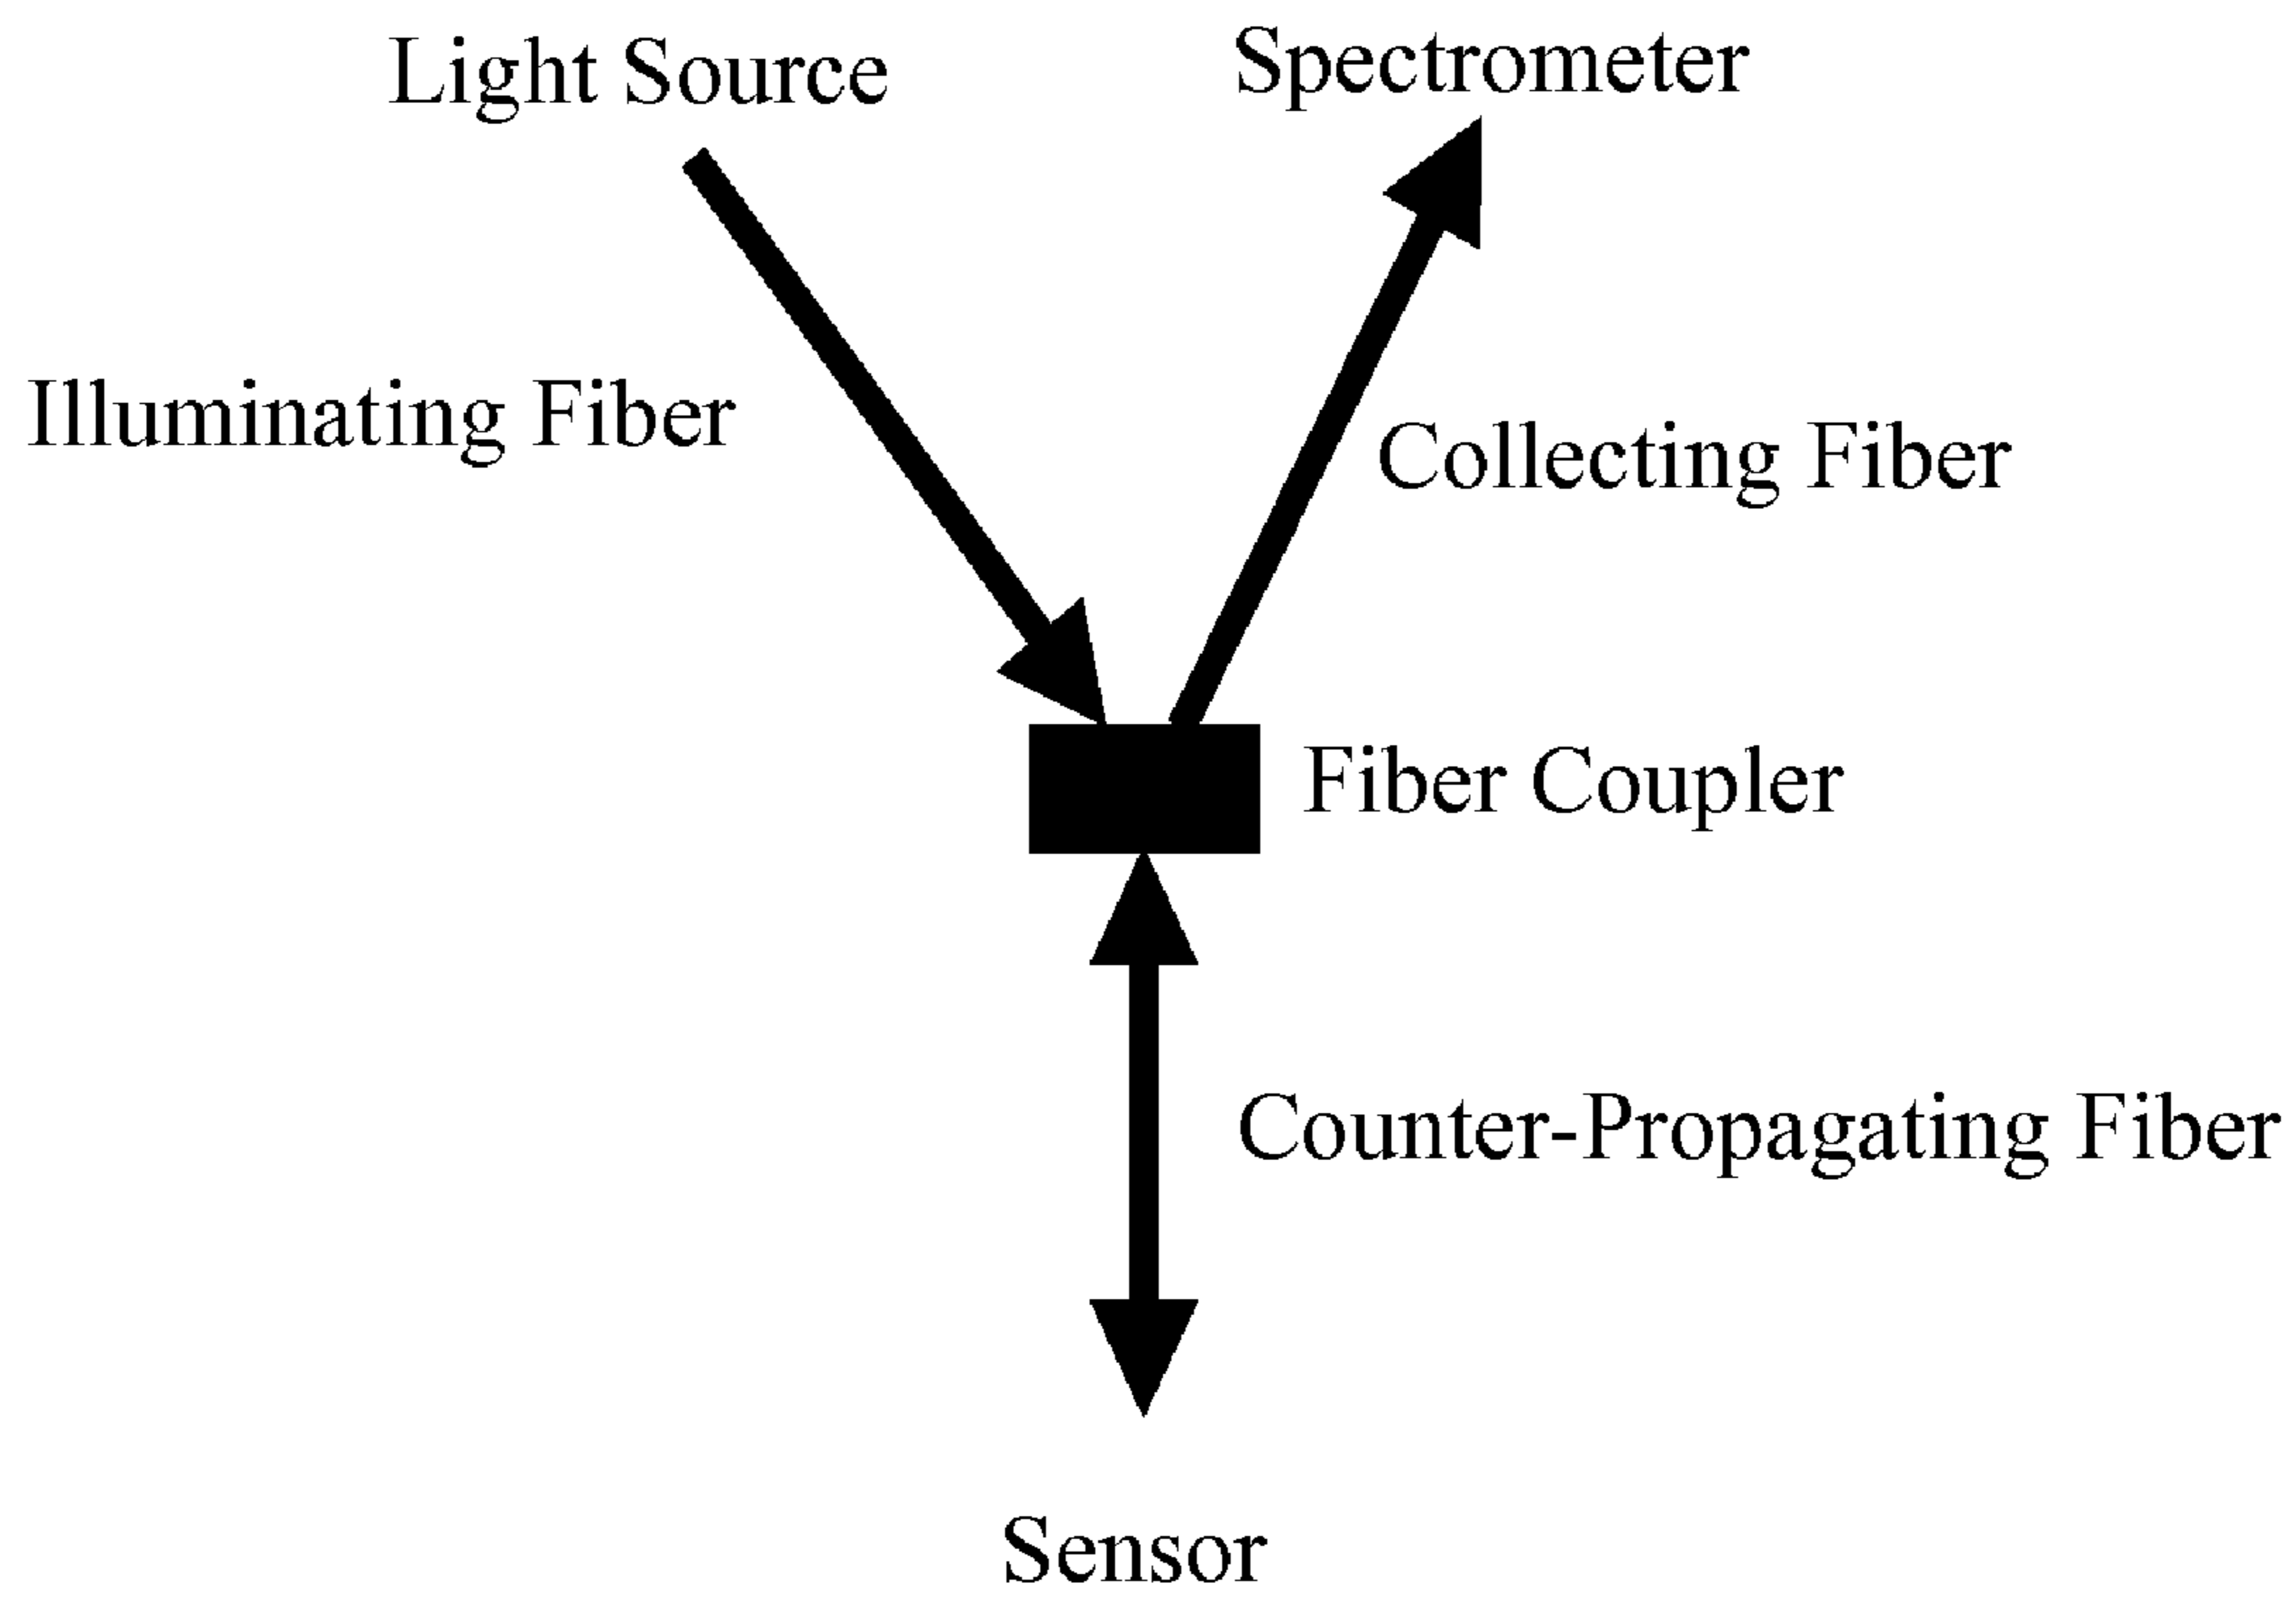 Light Source
Spectrometer
Illuminating Fiber
Collecting Fiber
Fiber Coupler
Counter-Propagating Fiber
Sensor